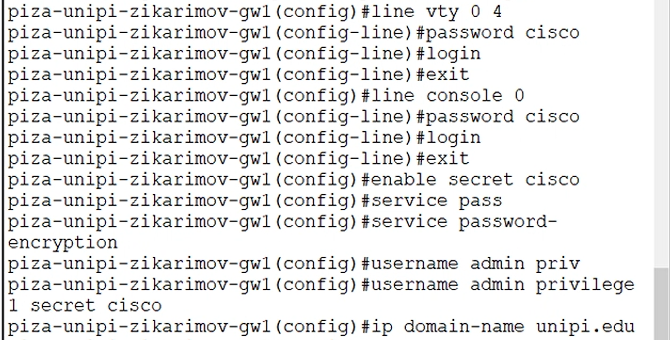 piza-unipi-zikarimov-gw1(config)#line vty 0 4
piza-unipi-zikarimov-gw1(config-line)#password cisco
piza-unipi-zikarimov-gw1(config-line)#login
piza-unipi-zikarimov-gw1(config-line)#exit
piza-unipi-zikarimov-gw1(config)#line console 0
piza-unipi-zikarimov-gw1(config-line)#password cisco
piza-unipi-zikarimov-gw1(config-line)#login
piza-unipi-zikarimov-gw1(config-line)#exit
piza-unipi-zikarimov-gw1(config)#enable secret cisco
piza-unipi-zikarimov-gw1(config)#service pass
piza-unipi-zikarimov-gw1(config)#service password-
encryption
piza-unipi-zikarimov-gw1(config)#username admin priv
piza-unipi-zikarimov-gw1(config)#username admin privilege
1 secret cisco
piza-unipi-zikarimov-gw1(config)#ip domain-name unipi.edu